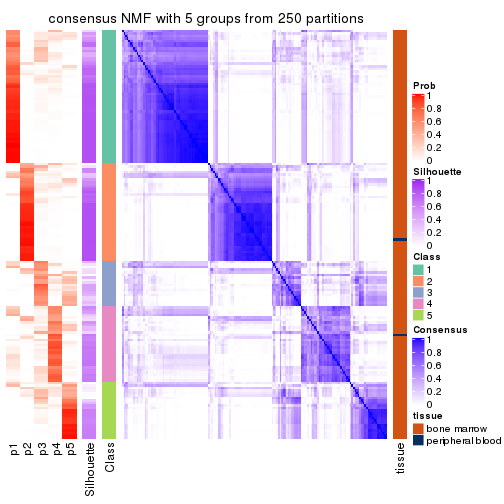 consensus NMF with 5 groups from 250 partitions
Prob
1
0.8
0.6
0.4
0.2
0
Silhouette
1
0.8
0.6
0.4
0.2
0
Class
1
2
3
4
5
Consensus
1
0.8
0.6
0.4
0.2
0
tissue
bone marrow
peripheral blood
p1
p2
p3
p4
p5
Silhouette
Class
tissue